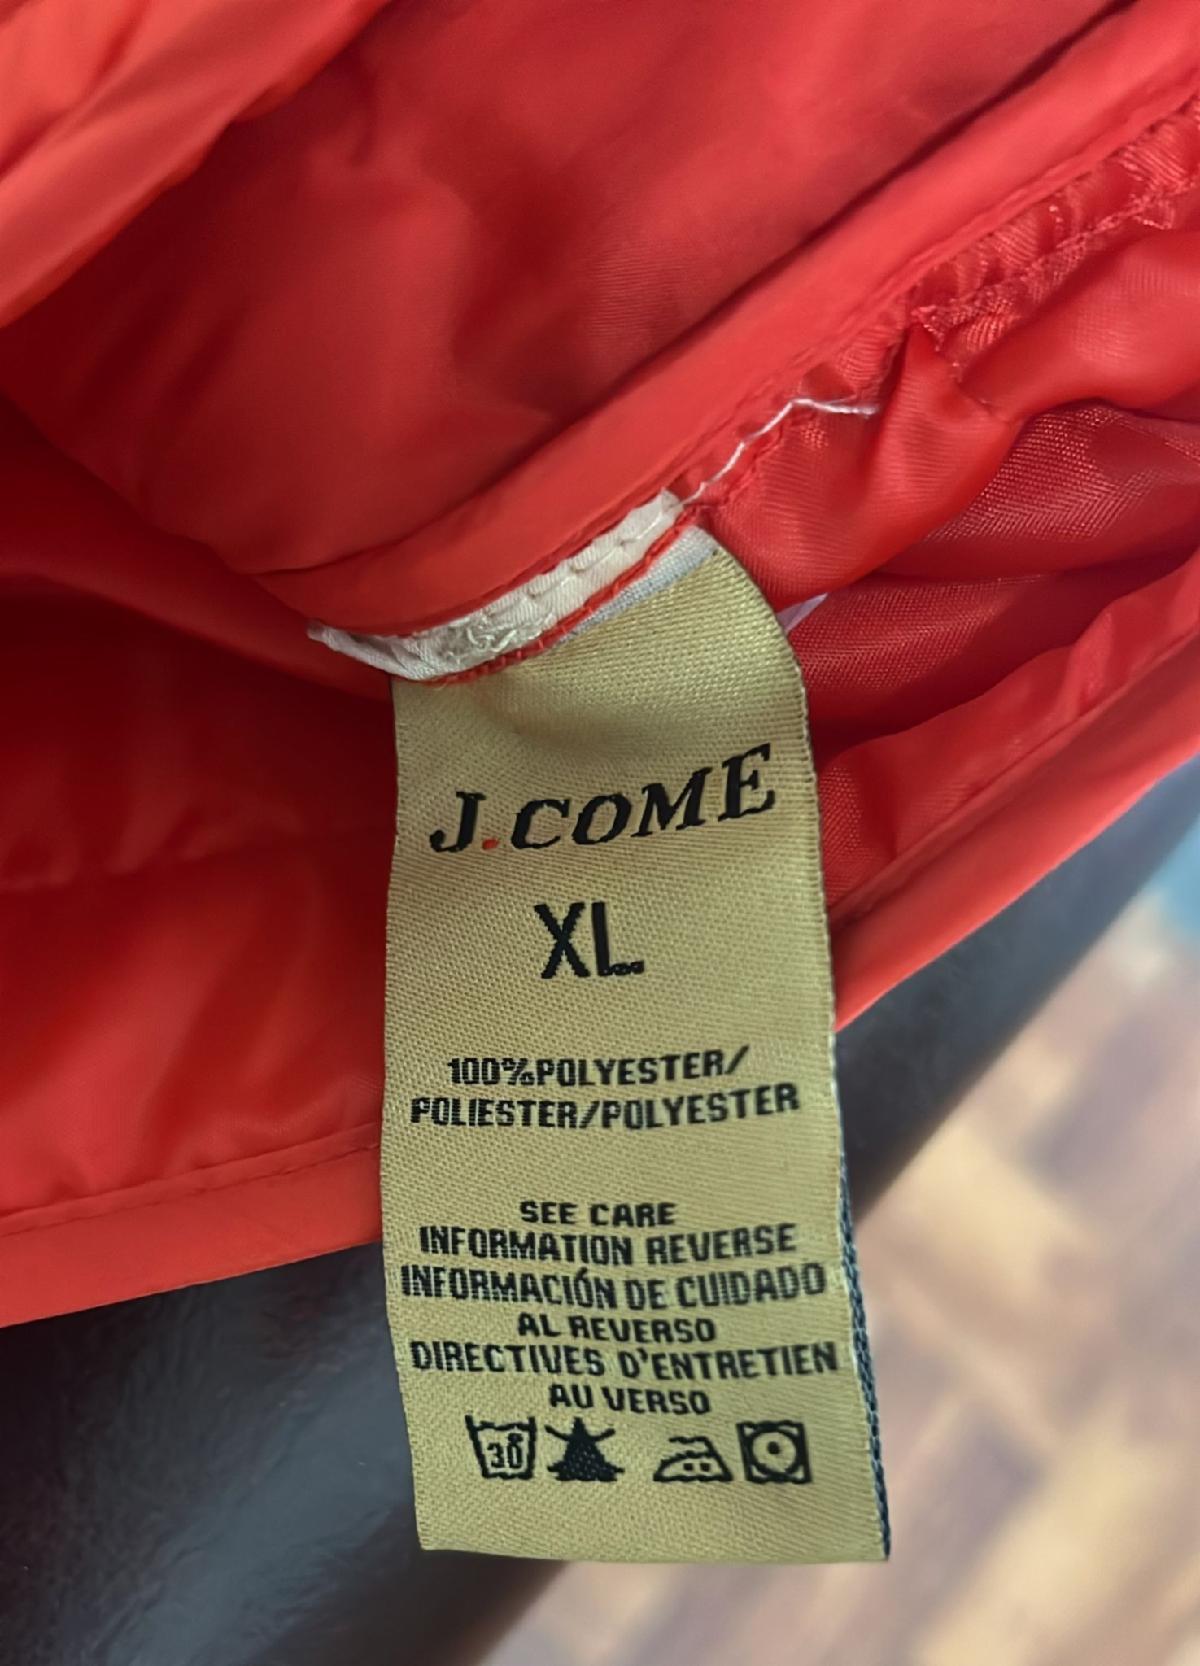 J.COME
XL
100%POLYESTER/
POLIESTER/POLYESTER
SEE CARE
INFORMATION REVERSE
INFORMACIÓN DE CUIDADO
AL REVERSO
DIRECTIVES D'ENTRETIEN
AU VERSO
30